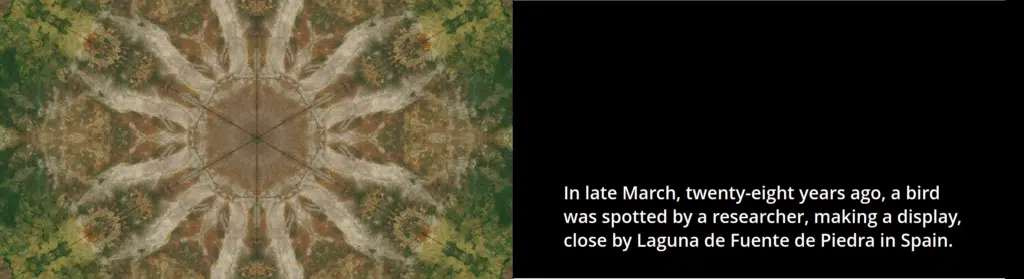 In late March, twenty-eight years ago, a bird
was spotted by a researcher, making a display,
close by Laguna de Fuente de Piedra in Spain.